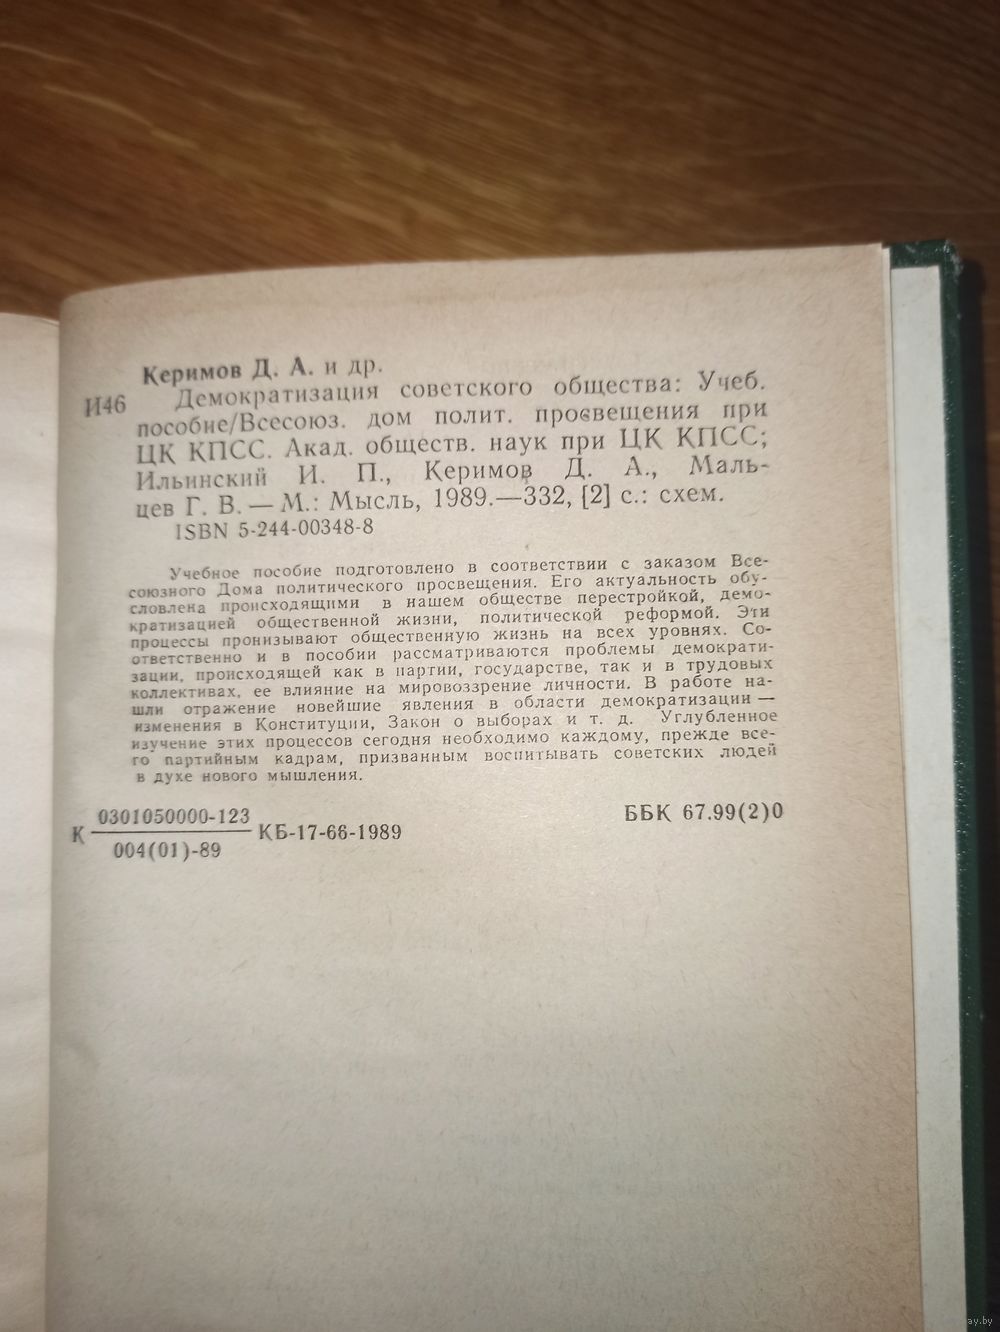 Керимов Д. А. и др.
И46 Демократизация советского общества: Учеб.
пособие/Всесоюз. дом полит. просвещения при
ЦК КПСС. Акад. обществ. наук при ЦК КПСС;
Ильинский И. П., Керимов Д. А., Маль-
цев Г. В. — М.: Мысль, 1989.—332, [2] с.: схем.
ISBN 5-244-00348-8
Учебное пособие подготовлено в соответствии с заказом Все-
союзного Дома политического просвещения. Его актуальность обу-
словлена происходящими в нашем обществе перестройкой, демо-
кратизацией общественной жизни, политической реформой. Эти
процессы пронизывают общественную жизнь на всех уровнях. Со-
ответственно и в пособии рассматриваются проблемы демократи-
зации, происходящей как в партии, государстве, так и в трудовых
коллективах, ее влияние на мировоззрение личности. В работе на-
шли отражение новейшие явления в области демократизации —
изменения в Конституции, Закон о выборах и т. д. Углубленное
изучение этих процессов сегодня необходимо каждому, прежде все-
го партийным кадрам, призванным воспитывать советских людей
в духе нового мышления.
К 0301050000-123 КБ-17-66-1989 ББК 67.99(2)0
004(01)-89
ay.by